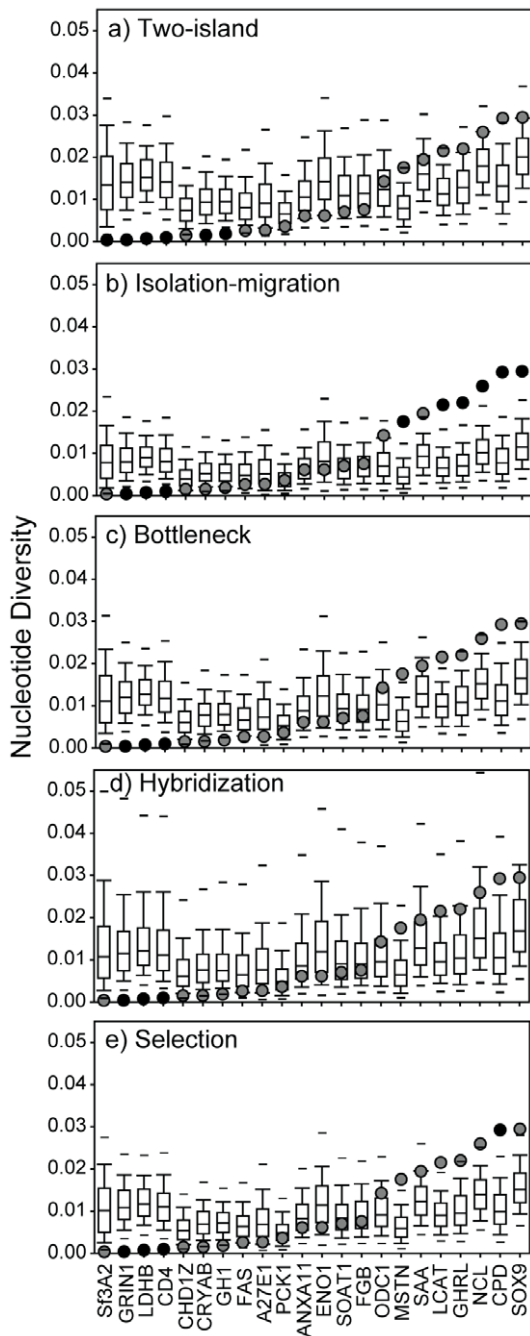 Nucleotide Diversity
a) Two-island
0.05
0.04
0.03
0.02
0.01
0.00
b) Isolation-migration
0.05
0.04
0.03
0.02
0.01
0.00
c) Bottleneck
0.05
0.04
0.03
0.02
0.01
0.00
d) Hybridization
0.05
0.04
0.03
0.02
0.01
0.00
e) Selection
0.05
0.04
0.03
0.02
0.01
0.00
Sf3A2
GRIN1
LDHB
CD4
CHD1Z
CRYAB
GH1
FAS
A27E1
PCK1
ANXA11
ENO1
SOAT1
FGB
ODC1
MSTN
SAA
LCAT
GHRL
NCL
CPD
SOX9